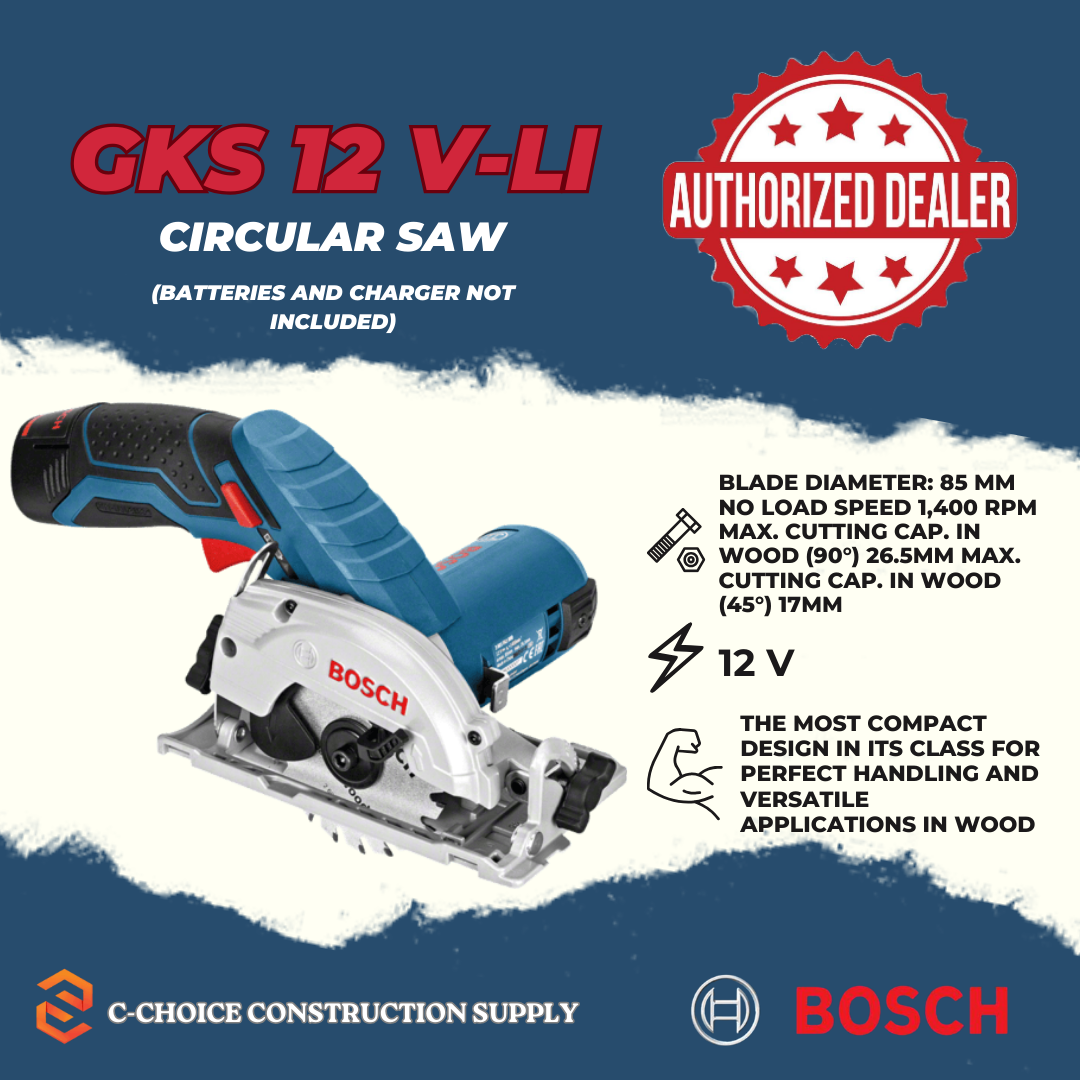 GKS 12 V-LI
CIRCULAR SAW
(BATTERIES AND CHARGER NOT
INCLUDED)
AUTHORIZED DEALER
BLADE DIAMETER: 85 MM
NO LOAD SPEED 1,400 RPM
MAX. CUTTING CAP. IN
WOOD (90°) 26.5MM MAX.
CUTTING CAP. IN WOOD
(45°) 17MM
12 V
THE MOST COMPACT
DESIGN IN ITS CLASS FOR
PERFECT HANDLING AND
VERSATILE
APPLICATIONS IN WOOD
BOSCH
C-CHOICE CONSTRUCTION SUPPLY
BOSCH